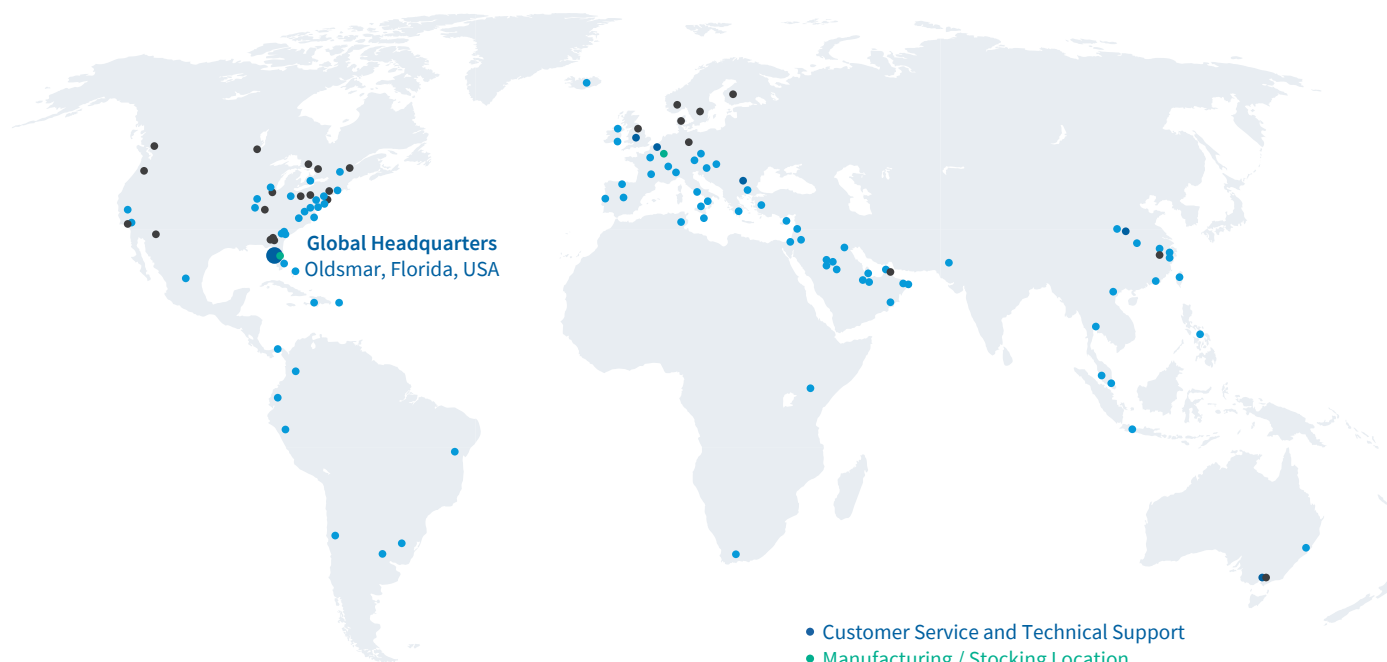 Global Headquarters
Oldsmar, Florida, USA
Customer Service and Technical Support
Manufacturing / Stocking Location